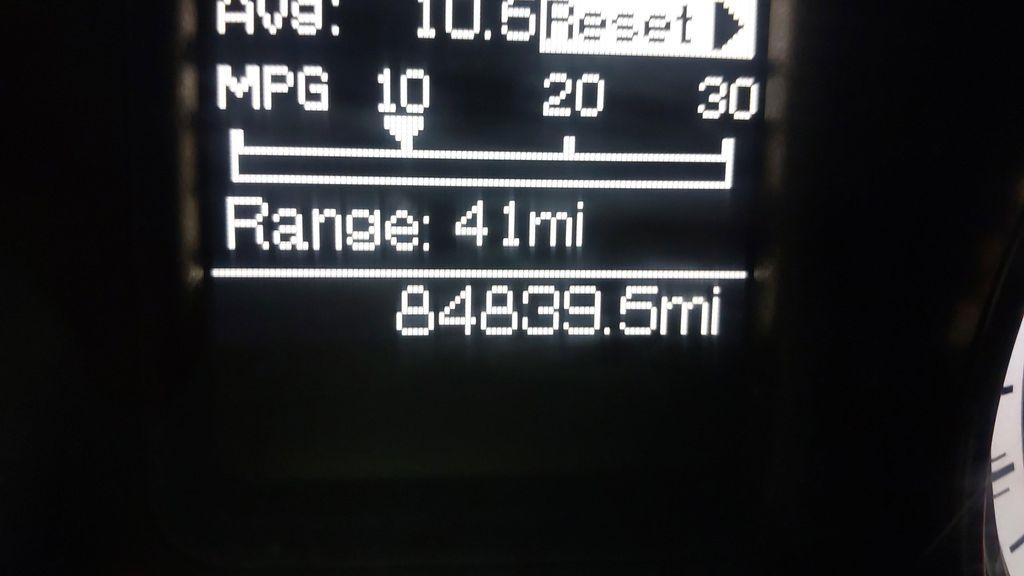 Avg: 10.6 Reset
MPG 10 20 30
Range: 41mi
84839.5mi